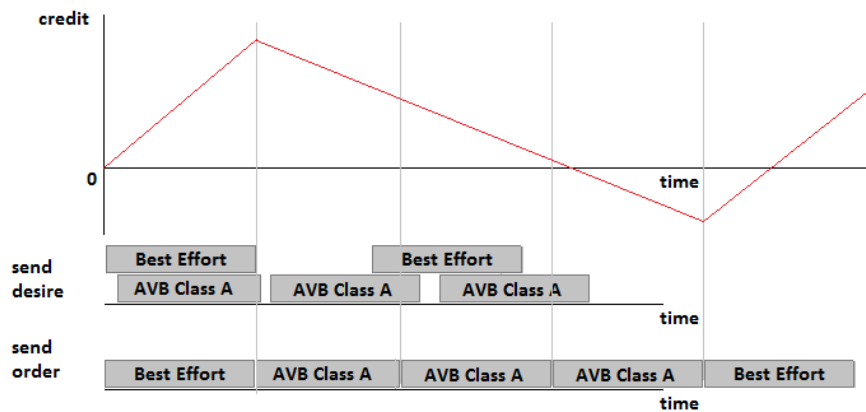 credit
0
time
send
desire
Best Effort
Best Effort
AVB Class A
AVB Class A
AVB Class A
time
send
order
Best Effort
AVB Class A
AVB Class A
AVB Class A
Best Effort
time